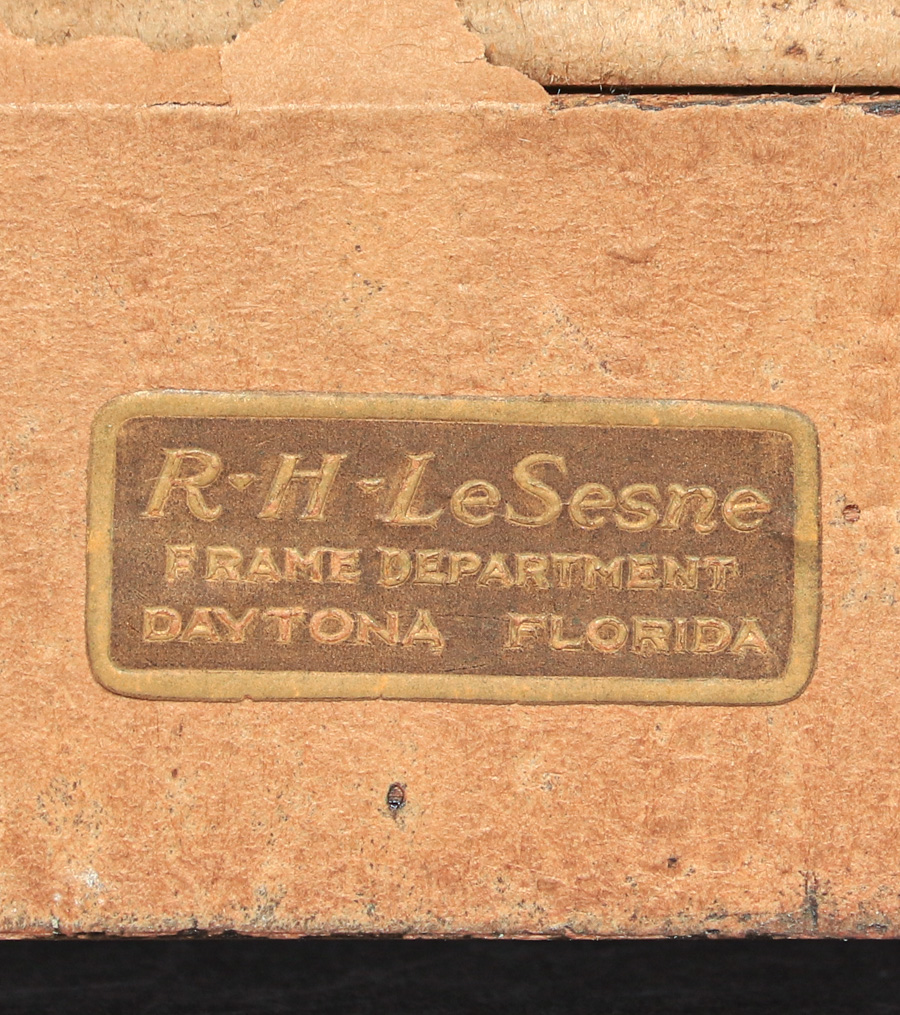 R·H·LeSesne
FRAME DEPARTMENT
DAYTONA FLORIDA